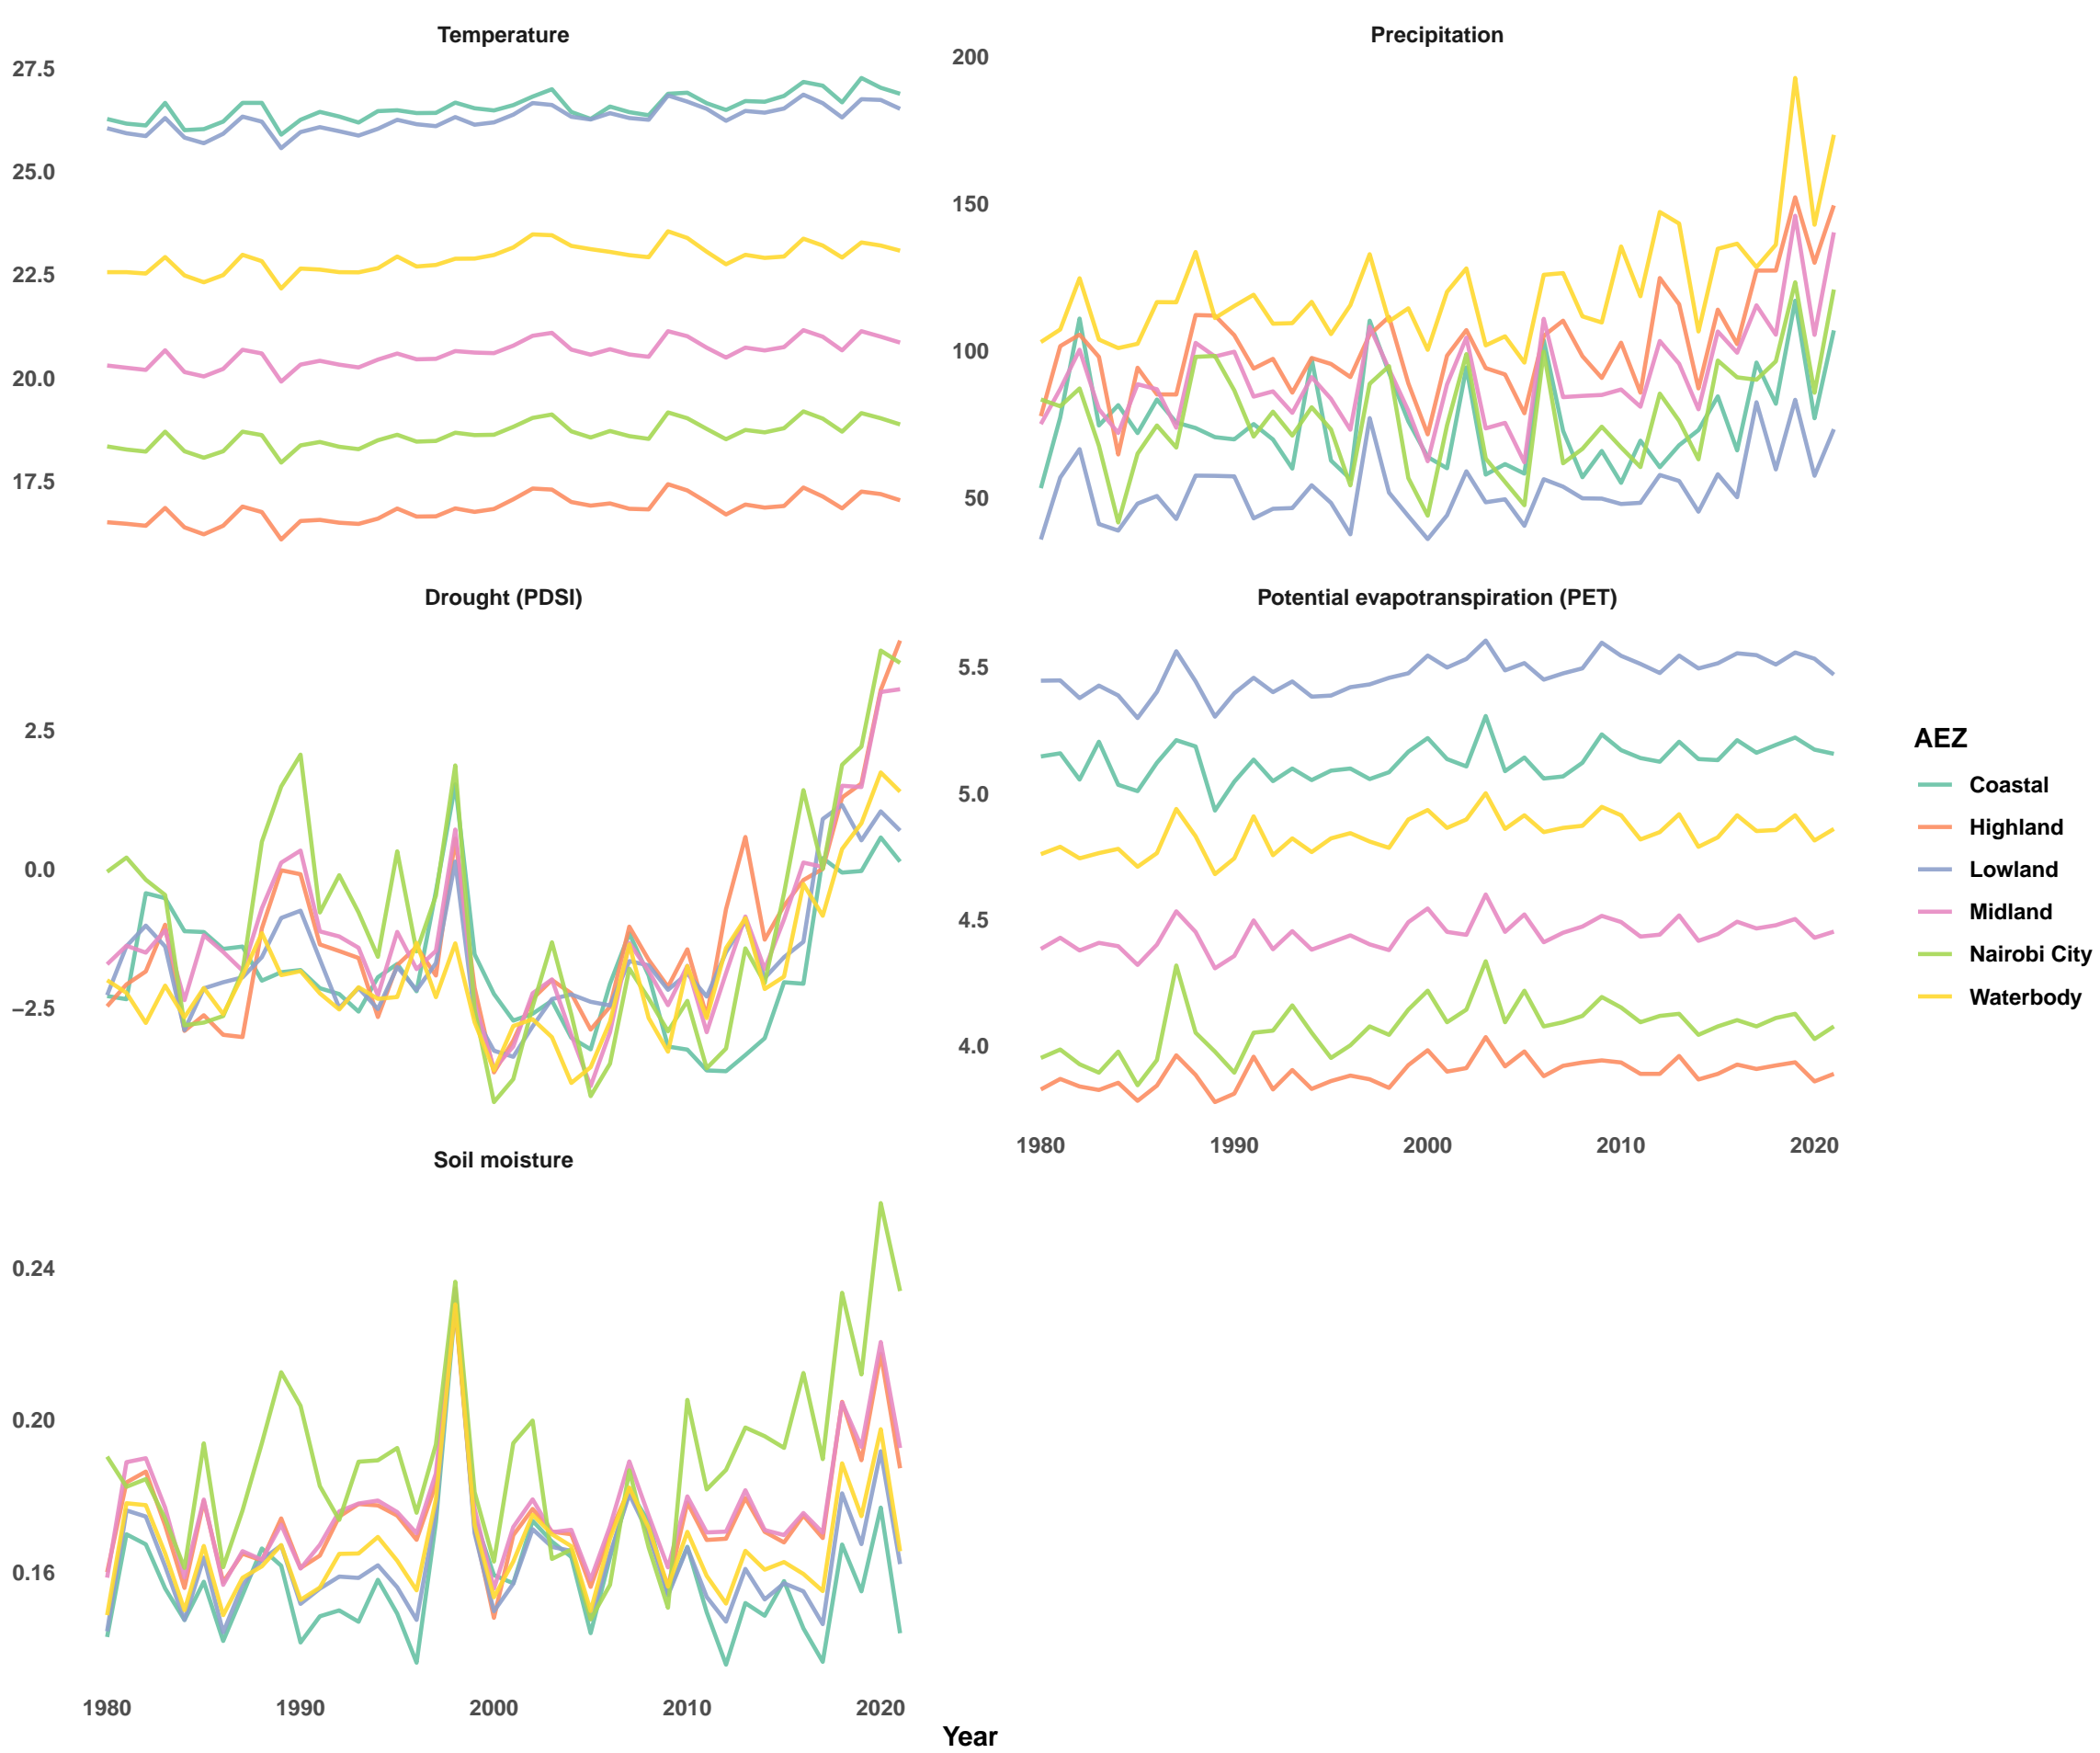 Temperature
27.5
25.0
22.5
20.0
17.5
Precipitation
200
150
100
50
Drought (PDSI)
2.5
0.0
−2.5
Potential evapotranspiration (PET)
5.5
5.0
4.5
4.0
1980 1990 2000 2010 2020
Soil moisture
0.24
0.20
0.16
1980 1990 2000 2010 2020
Year
AEZ
Coastal
Highland
Lowland
Midland
Nairobi City
Waterbody